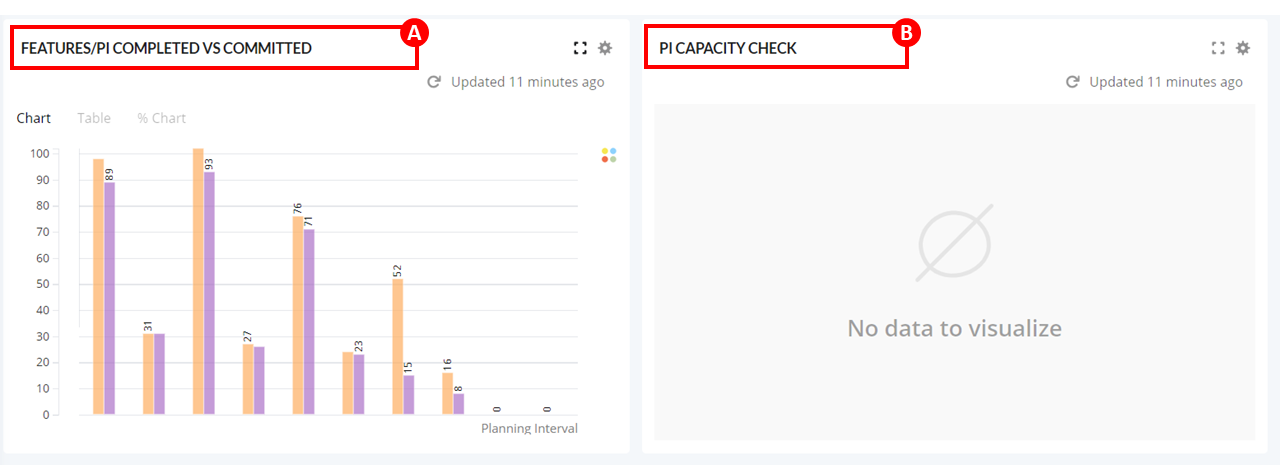 FEATURES/PI COMPLETED VS COMMITTED
A
Updated 11 minutes ago
Chart Table % Chart
100
90
80
70
60
50
40
30
20
10
0
89
31
93
27
76
71
23
52
15
16
8
0
0
Planning Interval
PI CAPACITY CHECK
B
Updated 11 minutes ago
No data to visualize